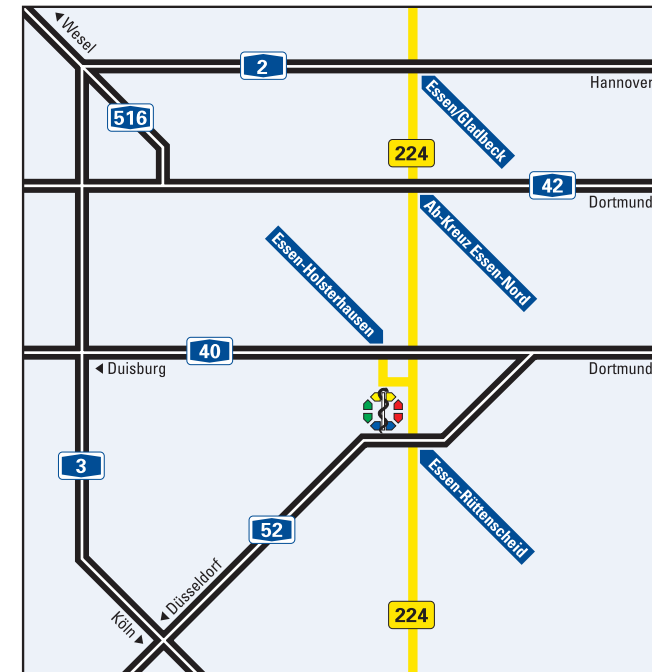 Wesel
2
Hannover
516
Essen/Gladbeck
224
42
Dortmund
Ab-Kreuz Essen-Nord
Essen-Holsterhausen
40
Duisburg
Dortmund
3
Essen-Rüttenscheid
52
Düsseldorf
Köln
224